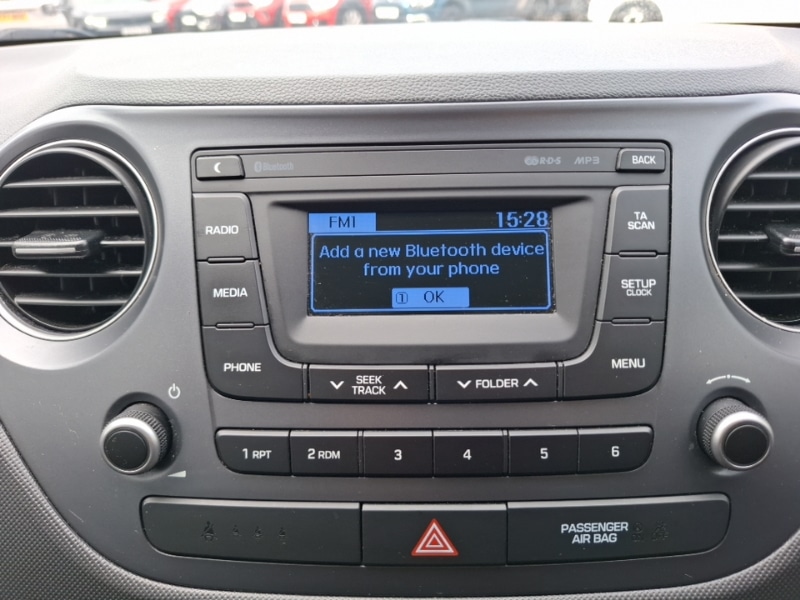 Bluetooth
R·D·S
MP3
BACK
RADIO
FM1
15:28
TA
SCAN
Add a new Bluetooth device
from your phone
1 OK
MEDIA
SETUP
CLOCK
PHONE
SEEK
TRACK
FOLDER
MENU
1 RPT
2 RDM
3
4
5
6
PASSENGER
AIR BAG